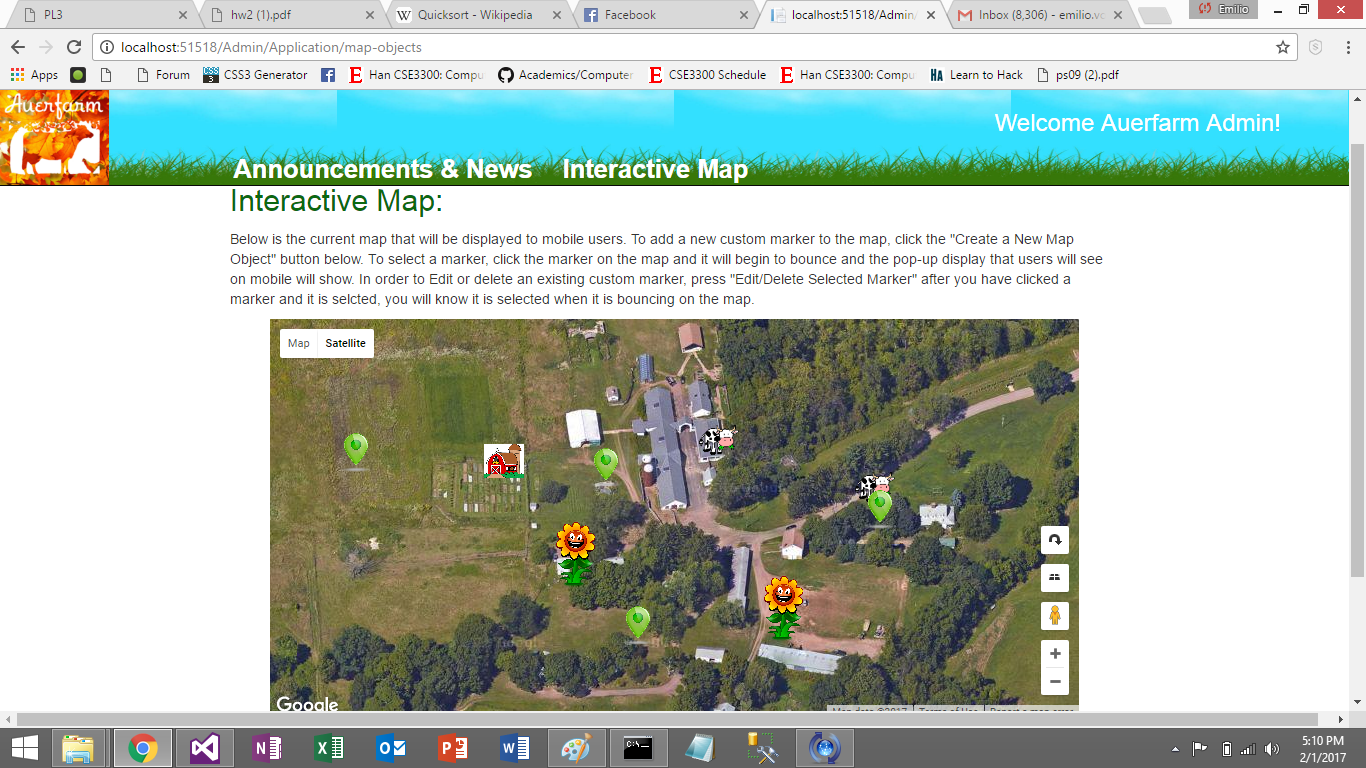 PL3
hw2 (1).pdf
Quicksort - Wikipedia
Facebook
localhost:51518/Admin/
Inbox (8,306) - emilio.vo
Emilio
localhost:51518/Admin/Application/map-objects
Apps
Forum
CSS3 Generator
Han CSE3300: Compu
Academics/Computer
CSE3300 Schedule
Han CSE3300: Compu
Learn to Hack
ps09 (2).pdf
Auerfarm
Welcome Auerfarm Admin!
Announcements & News Interactive Map
Interactive Map:
Below is the current map that will be displayed to mobile users. To add a new custom marker to the map, click the "Create a New Map
Object" button below. To select a marker, click the marker on the map and it will begin to bounce and the pop-up display that users will see
on mobile will show. In order to Edit or delete an existing custom marker, press "Edit/Delete Selected Marker" after you have clicked a
marker and it is selcted, you will know it is selected when it is bouncing on the map.
Map Satellite
Google
Map data ©2017 Terms of Use Report a map error
5:10 PM
2/1/2017